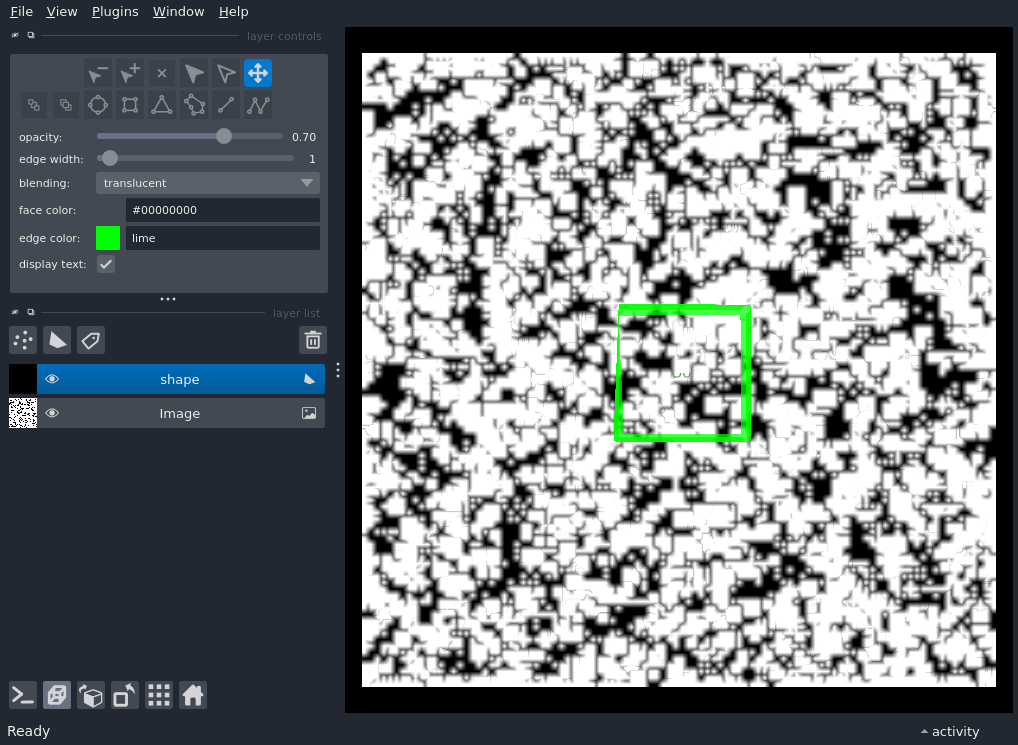 File View Plugins Window Help
layer controls
opacity: 0.70
edge width: 1
blending: translucent
face color: #00000000
edge color: lime
display text:
layer list
shape
Image
Ready
activity